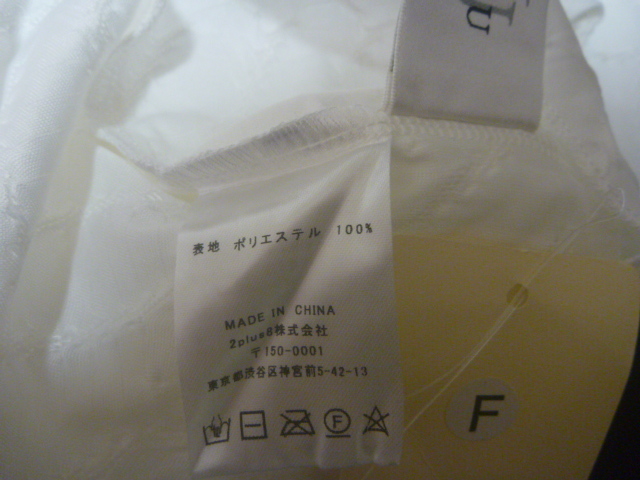 表地 ポリエステル 100%
MADE IN CHINA
2plus8株式会社
〒150-0001
東京都渋谷区神宮前5-42-13
F
F